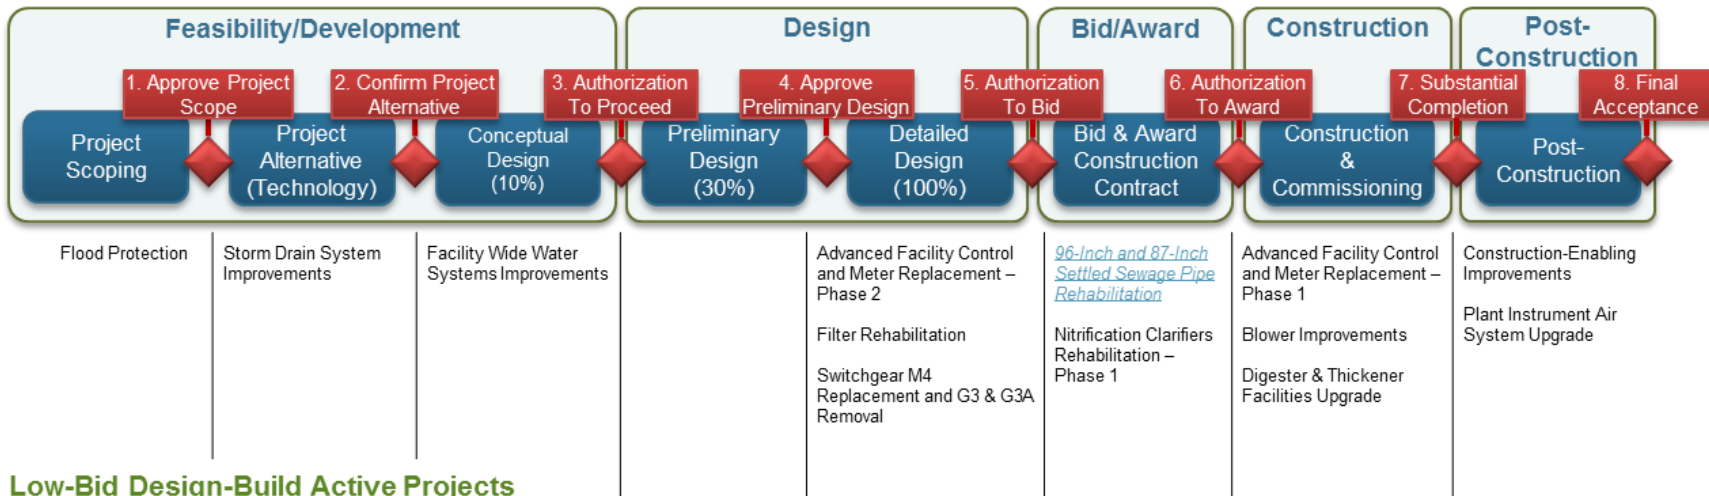 Feasibility/Development
Design
Bid/Award
Construction
Post-
Construction
1. Approve Project
Scope
2. Confirm Project
Alternative
3. Authorization
To Proceed
4. Approve
Preliminary Design
5. Authorization
To Bid
6. Authorization
To Award
7. Substantial
Completion
8. Final
Acceptance
Project
Scoping
Project
Alternative
(Technology)
Conceptual
Design
(10%)
Preliminary
Design
(30%)
Detailed
Design
(100%)
Bid & Award
Construction
Contract
Construction
&
Commissioning
Post-
Construction
Flood Protection
Storm Drain System
Improvements
Facility Wide Water
Systems Improvements
Advanced Facility Control
and Meter Replacement –
Phase 2
Filter Rehabilitation
Switchgear M4
Replacement and G3 & G3A
Removal
96-Inch and 87-Inch
Settled Sewage Pipe
Rehabilitation
Nitrification Clarifiers
Rehabilitation –
Phase 1
Advanced Facility Control
and Meter Replacement –
Phase 1
Blower Improvements
Digester & Thickener
Facilities Upgrade
Construction-Enabling
Improvements
Plant Instrument Air
System Upgrade
Low-Bid Design-Build Active Projects